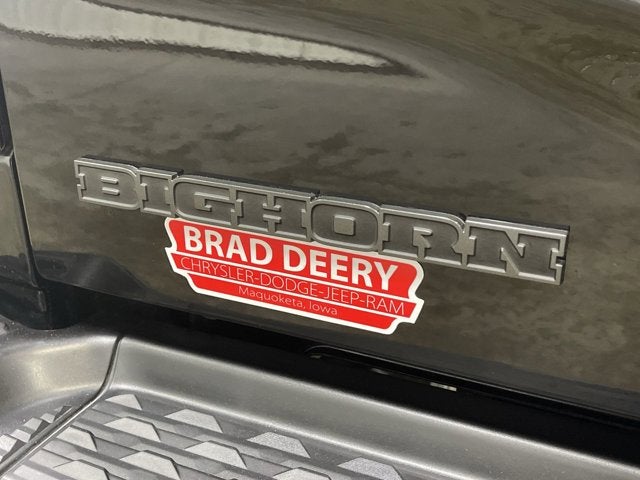 BIGHORN
BRAD DEERY
CHRYSLER-DODGE-JEEP-RAM
Maquoketa, Iowa